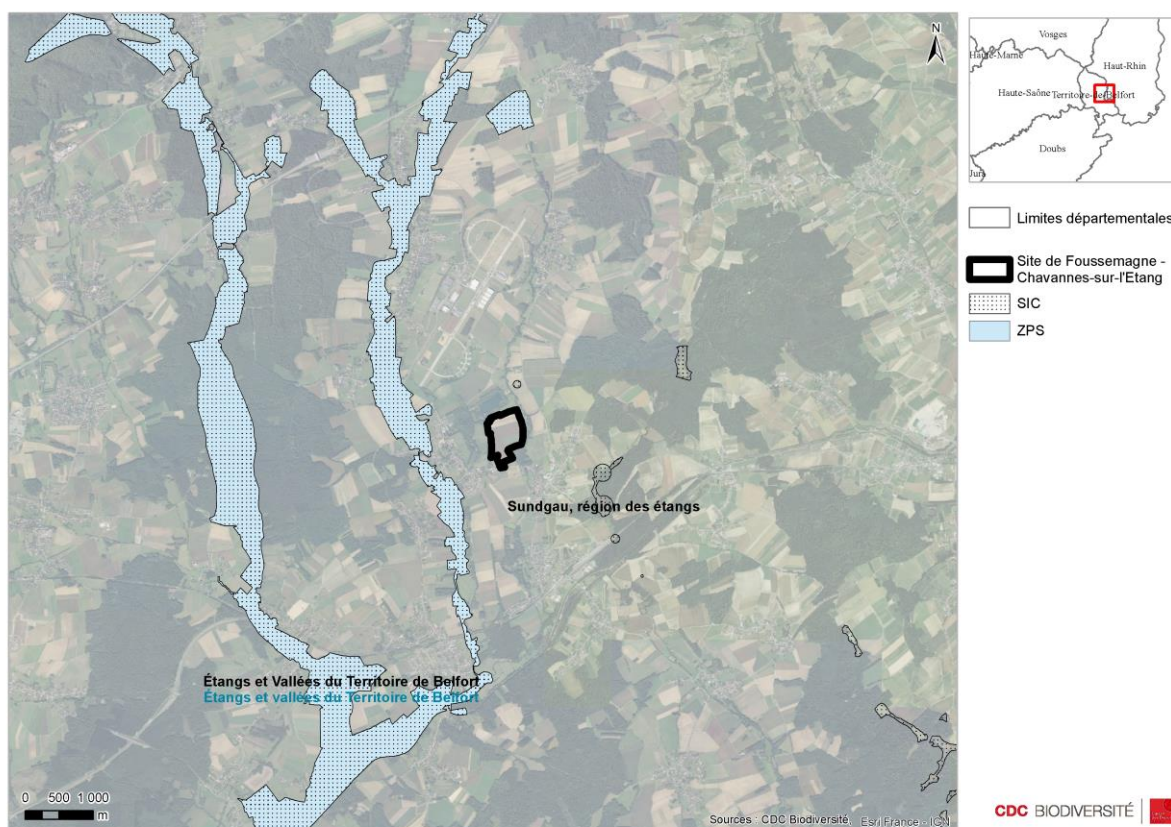 N
Vosges
Haute-Marne
Haut-Rhin
Haute-Saône
Territoire-de-Belfort
Doubs
Jura
Limites départementales
Site de Foussemagne -
Chavannes-sur-l'Etang
SIC
ZPS
Sundgau, région des étangs
Étangs et Vallées du Territoire de Belfort
Étangs et vallées du Territoire de Belfort
0 500 1 000
m
Sources : CDC Biodiversité, Esri France - IGN
CDC BIODIVERSITÉ